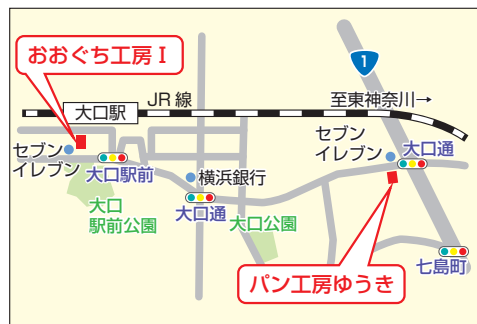 おおぐち工房Ⅰ
1
JR線
大口駅
至東神奈川→
セブン
イレブン
大口駅前
横浜銀行
セブン
イレブン
大口通
大口
駅前公園
大口通
大口公園
パン工房ゆうき
七島町